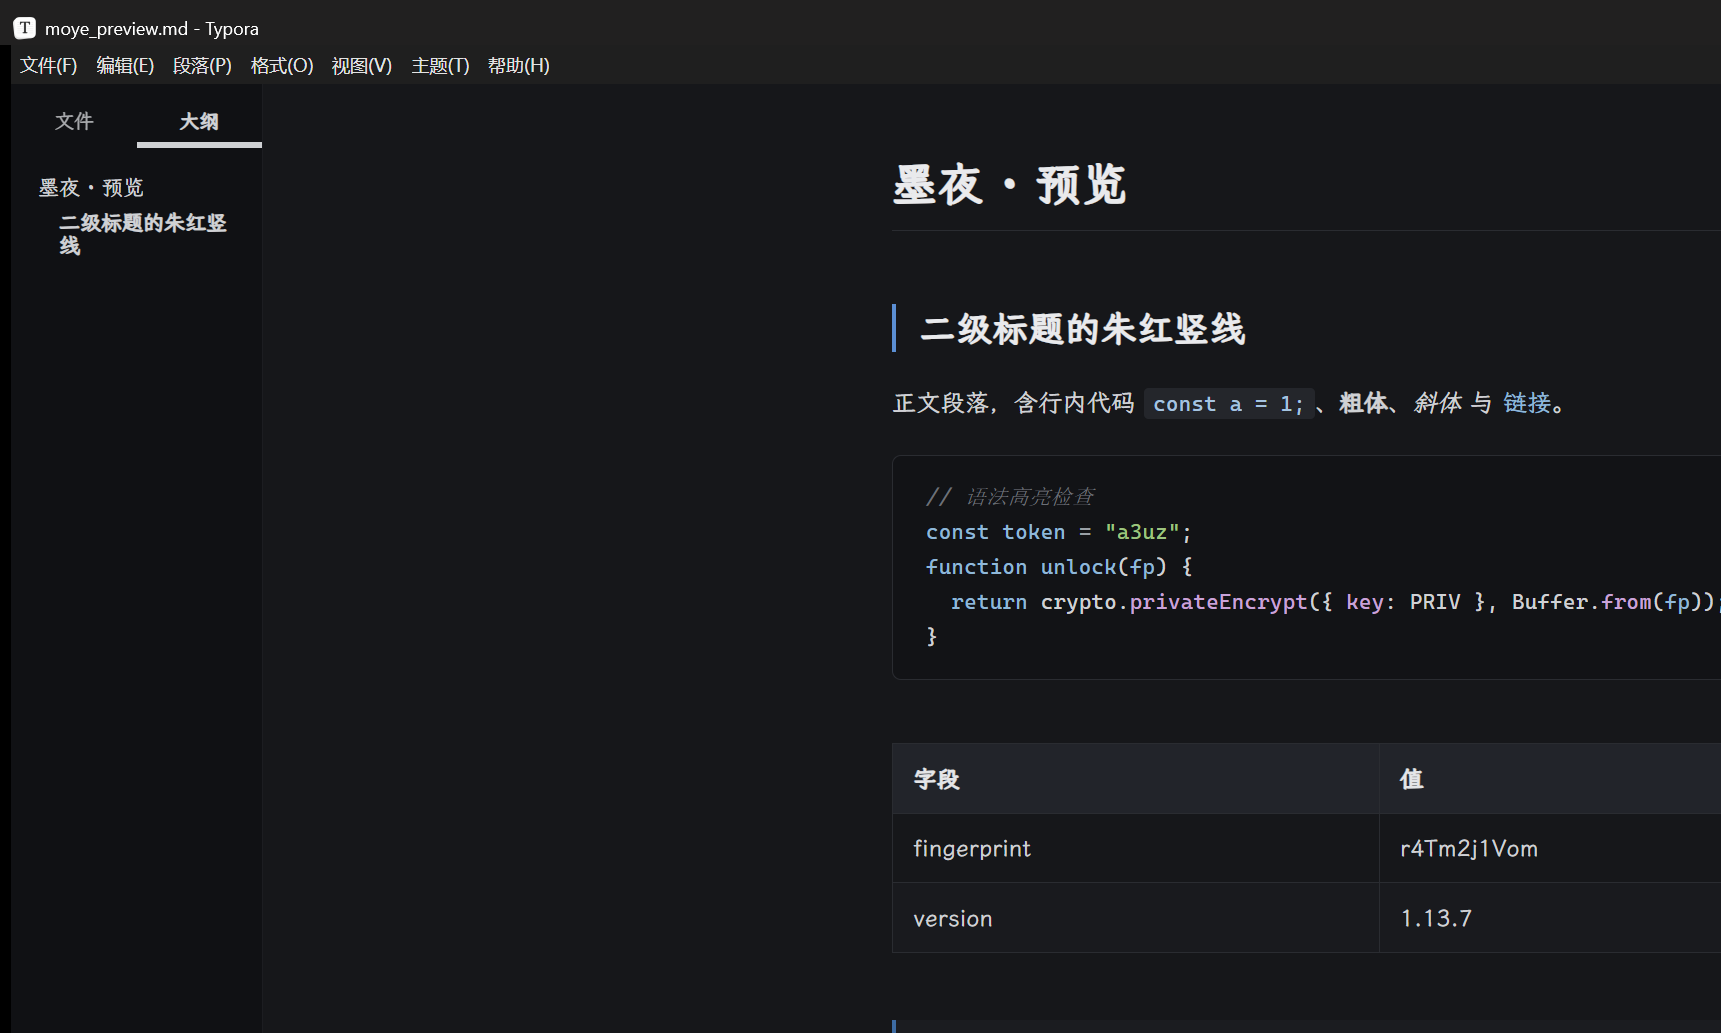 moye_preview.md - Typora
文件(F) 编辑(E) 段落(P) 格式(O) 视图(V) 主题(T) 帮助(H)
文件 大纲
墨夜・预览
二级标题的朱红竖
线
墨夜・预览
二级标题的朱红竖线
正文段落，含行内代码 const a = 1; 、粗体、斜体 与 链接。
// 语法高亮检查
const token = "a3uz";
function unlock(fp) {
  return crypto.privateEncrypt({ key: PRIV }, Buffer.from(fp));
}
字段 值
fingerprint r4Tm2j1Vom
version 1.13.7